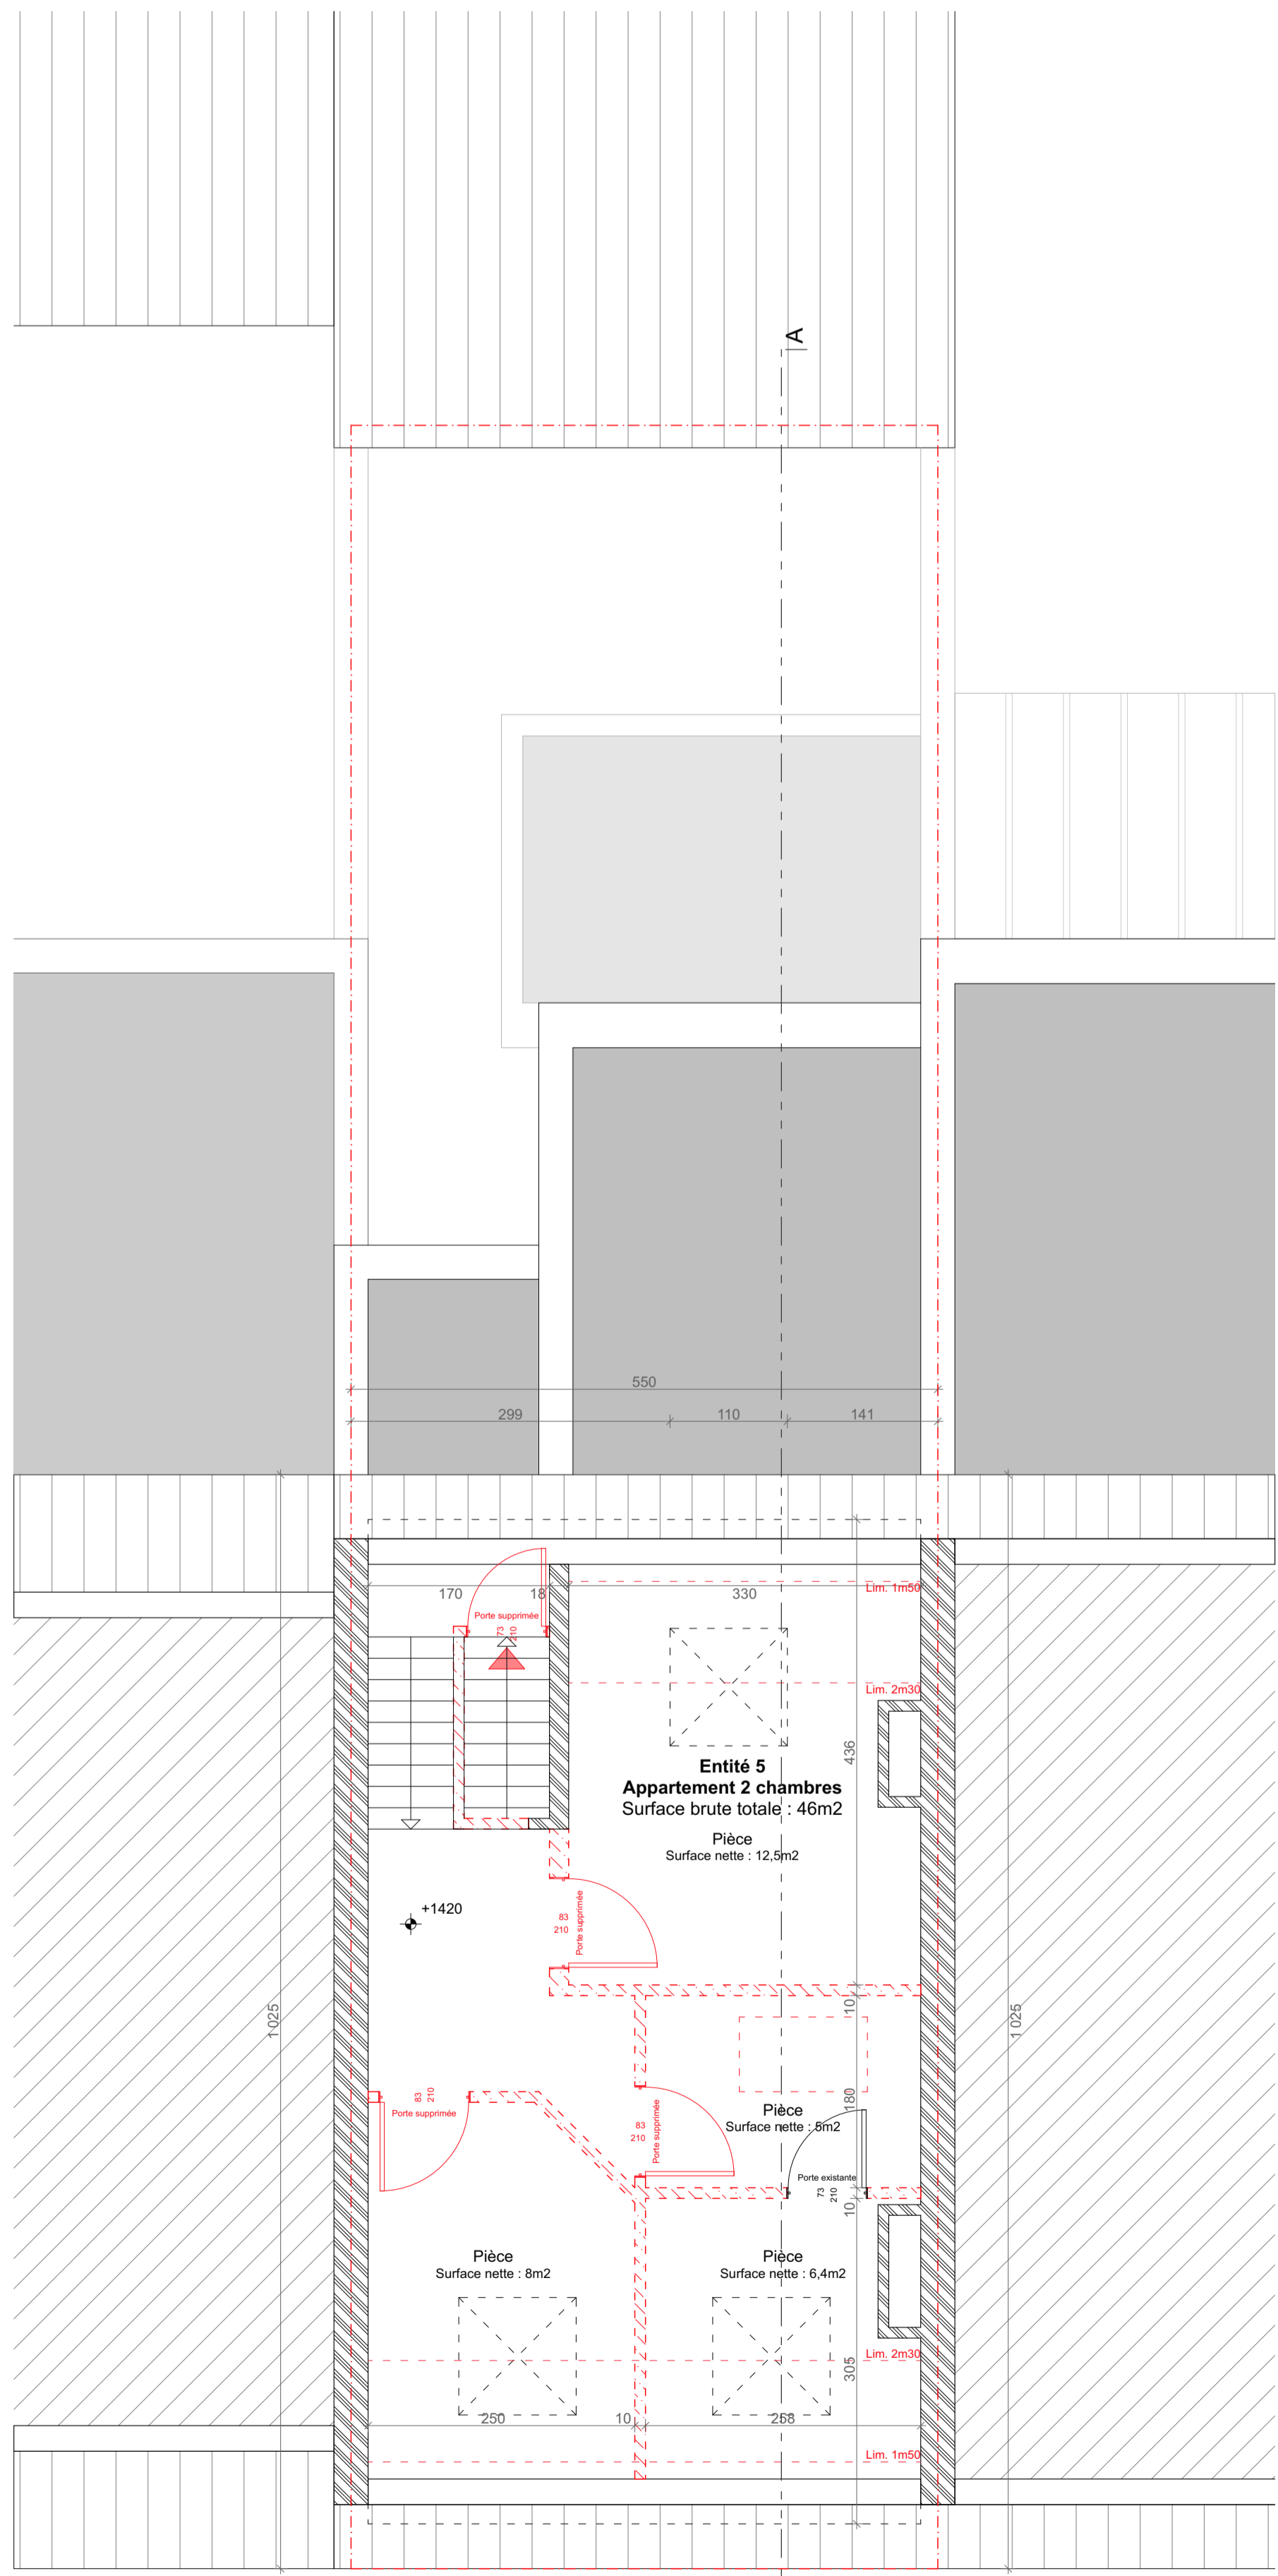 A
550
299
110
141
170
18
330
Lim. 1m50
Porte supprimée
73
210
Lim. 2m30
436
Entité 5
Appartement 2 chambres
Surface brute totale : 46m2
Pièce
Surface nette : 12,5m2
+1420
83
210
Porte supprimée
10
1 025
1 025
83
210
Porte supprimée
83
210
Porte supprimée
180
Pièce
Surface nette : 5m2
Porte existante
73
210
10
Pièce
Surface nette : 8m2
Pièce
Surface nette : 6,4m2
Lim. 2m30
305
250
10
258
Lim. 1m50